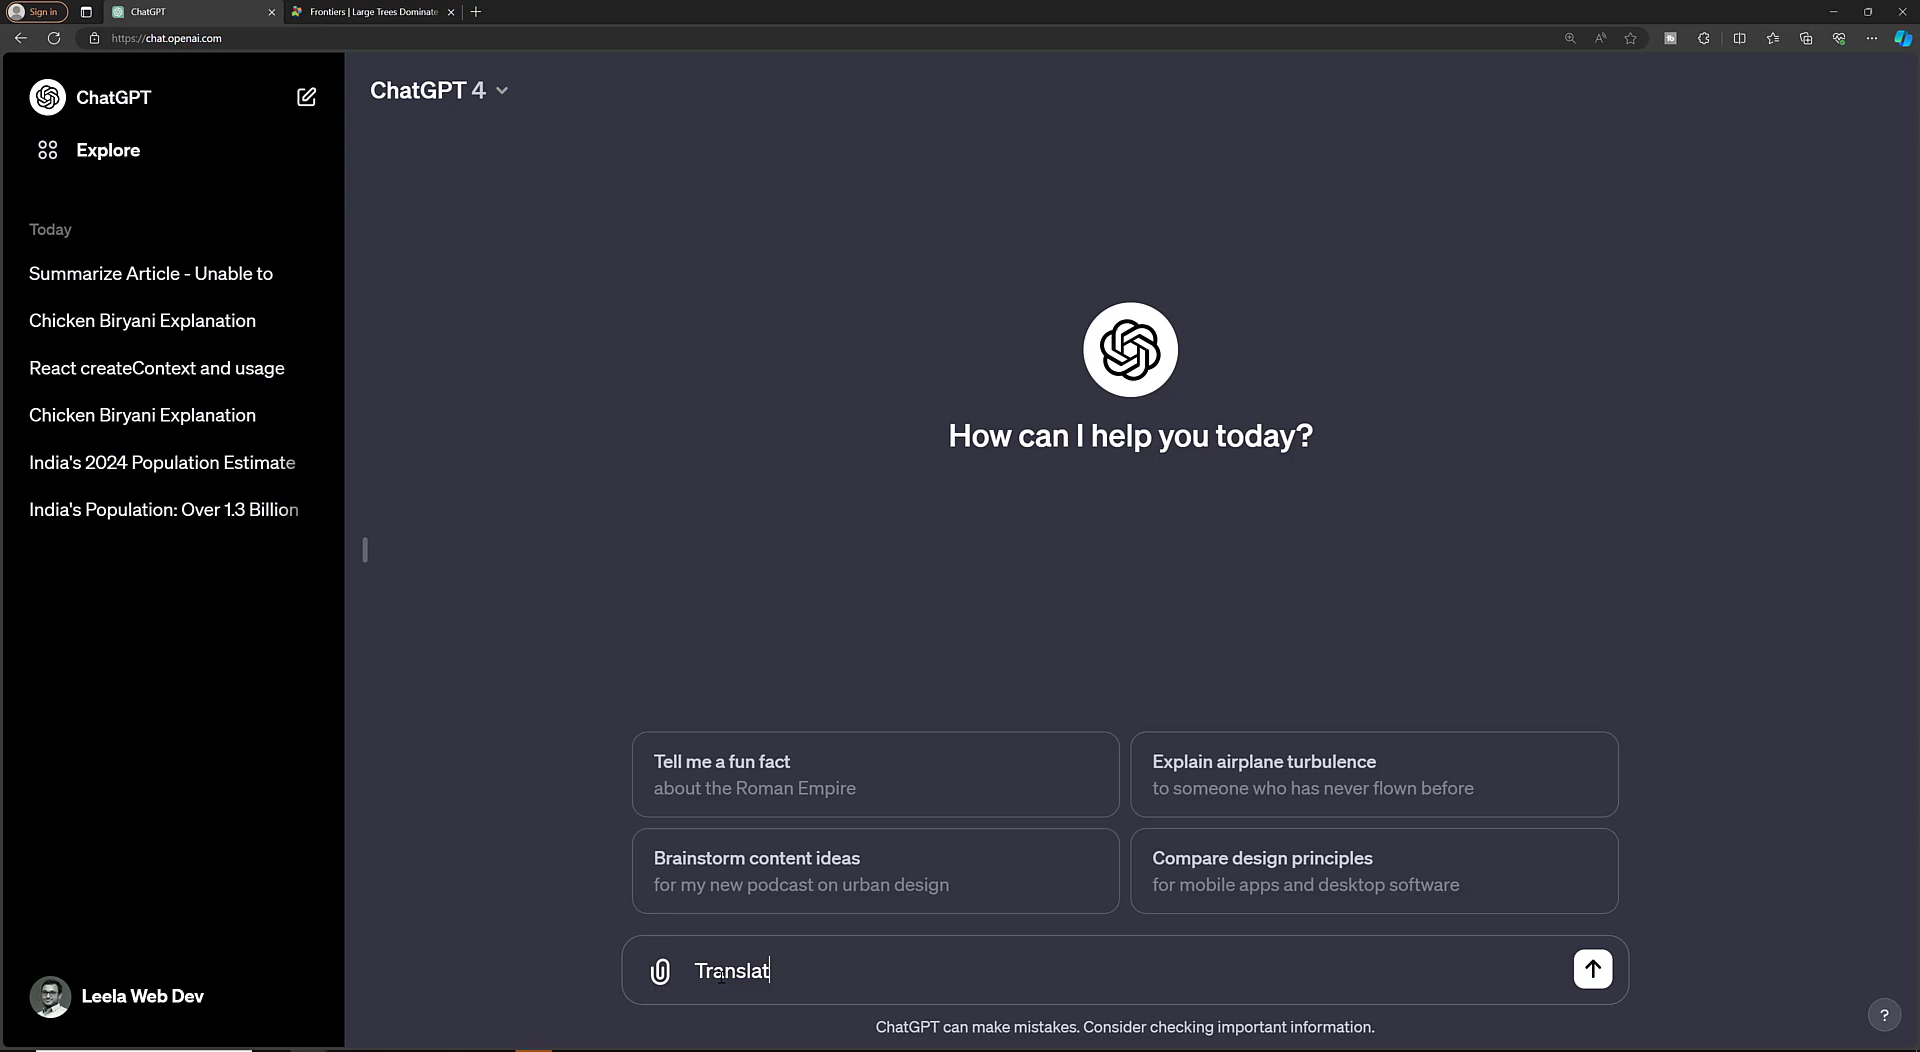 Sign in
ChatGPT
Frontiers | Large Trees Dominate
https://chat.openai.com
ChatGPT
Explore
Today
Summarize Article - Unable to
Chicken Biryani Explanation
React createContext and usage
Chicken Biryani Explanation
India's 2024 Population Estimate
India's Population: Over 1.3 Billion
Leela Web Dev
ChatGPT 4
How can I help you today?
Tell me a fun fact
about the Roman Empire
Explain airplane turbulence
to someone who has never flown before
Brainstorm content ideas
for my new podcast on urban design
Compare design principles
for mobile apps and desktop software
Translat
ChatGPT can make mistakes. Consider checking important information.
?